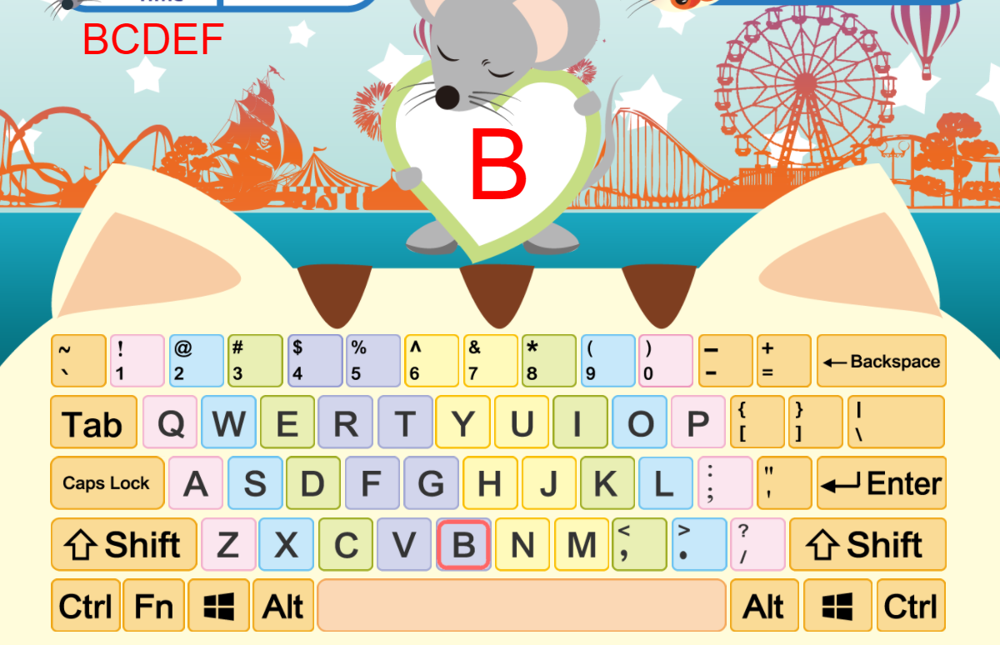 BCDEF
B
~ ! @ # $ % ^ & * ( ) – + ←Backspace
` 1 2 3 4 5 6 7 8 9 0 - =
Tab Q W E R T Y U I O P { } |
[ ] \
Caps Lock A S D F G H J K L : " Enter
; '
Shift Z X C V B N M < > ? Shift
, . /
Ctrl Fn Alt Alt Ctrl